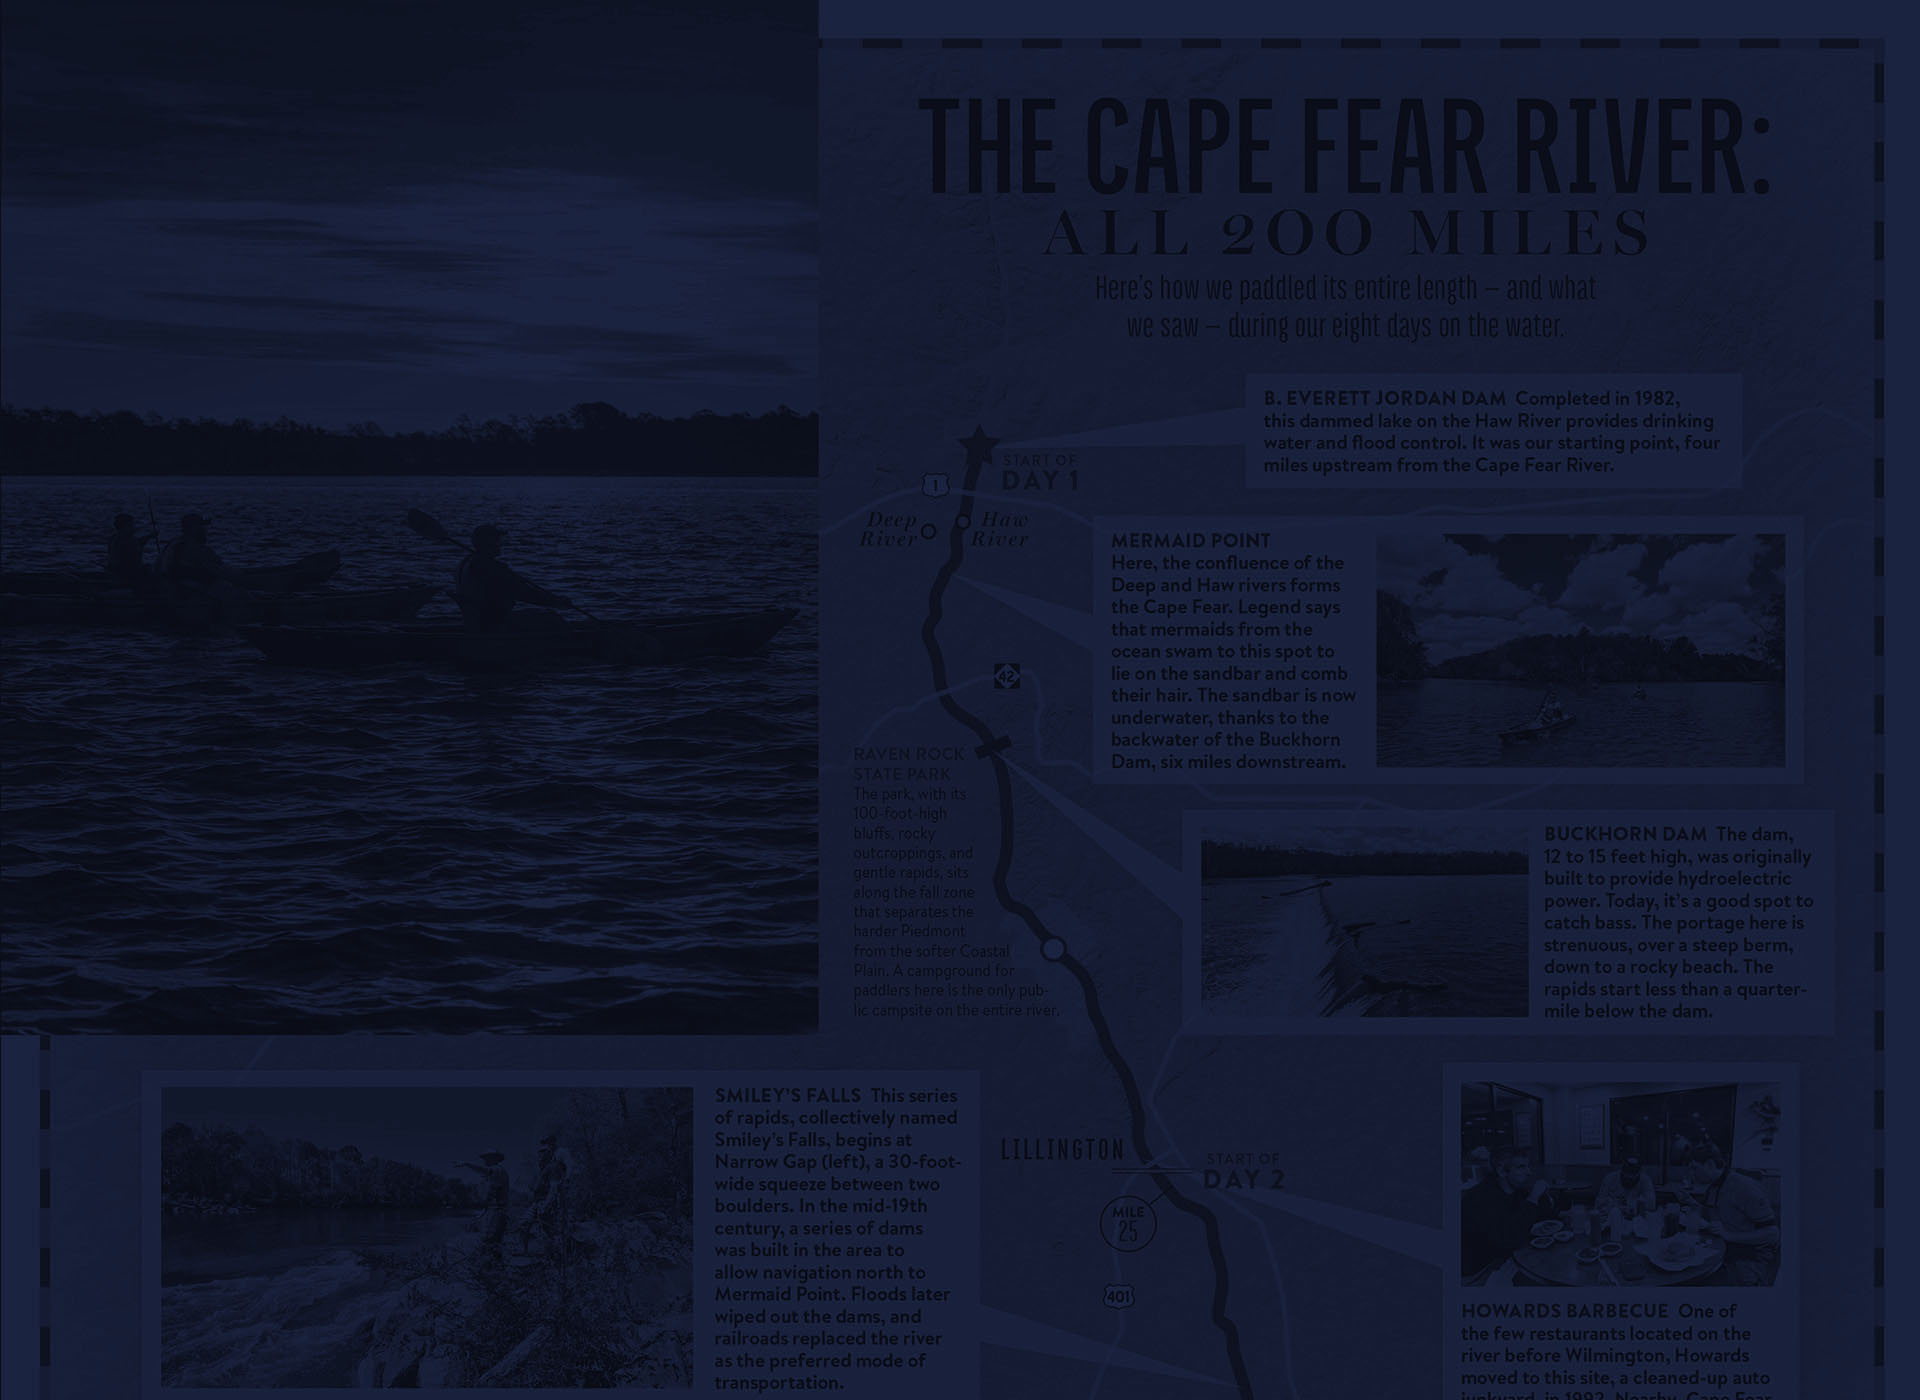 THE CAPE FEAR RIVER:
ALL 200 MILES
Here's how we paddled its entire length – and what
we saw – during our eight days on the water.
B. EVERETT JORDAN DAM Completed in 1982,
this dammed lake on the Haw River provides drinking
water and flood control. It was our starting point, four
miles upstream from the Cape Fear River.
START OF
DAY 1
1
Deep
River
Haw
River
MERMAID POINT
Here, the confluence of the
Deep and Haw rivers forms
the Cape Fear. Legend says
that mermaids from the
ocean swam to this spot to
lie on the sandbar and comb
their hair. The sandbar is now
underwater, thanks to the
backwater of the Buckhorn
Dam, six miles downstream.
42
RAVEN ROCK
STATE PARK
The park, with its
100-foot-high
bluffs, rocky
outcroppings, and
gentle rapids, sits
along the fall zone
that separates the
harder Piedmont
from the softer Coastal
Plain. A campground for
paddlers here is the only pub-
lic campsite on the entire river.
BUCKHORN DAM The dam,
12 to 15 feet high, was originally
built to provide hydroelectric
power. Today, it's a good spot to
catch bass. The portage here is
strenuous, over a steep berm,
down to a rocky beach. The
rapids start less than a quarter-
mile below the dam.
SMILEY'S FALLS This series
of rapids, collectively named
Smiley's Falls, begins at
Narrow Gap (left), a 30-foot-
wide squeeze between two
boulders. In the mid-19th
century, a series of dams
was built in the area to
allow navigation north to
Mermaid Point. Floods later
wiped out the dams, and
railroads replaced the river
as the preferred mode of
transportation.
LILLINGTON
START OF
DAY 2
MILE
25
401
HOWARDS BARBECUE One of
the few restaurants located on the
river before Wilmington, Howards
moved to this site, a cleaned-up auto
junkyard, in 1992. Nearby, Cape Fear